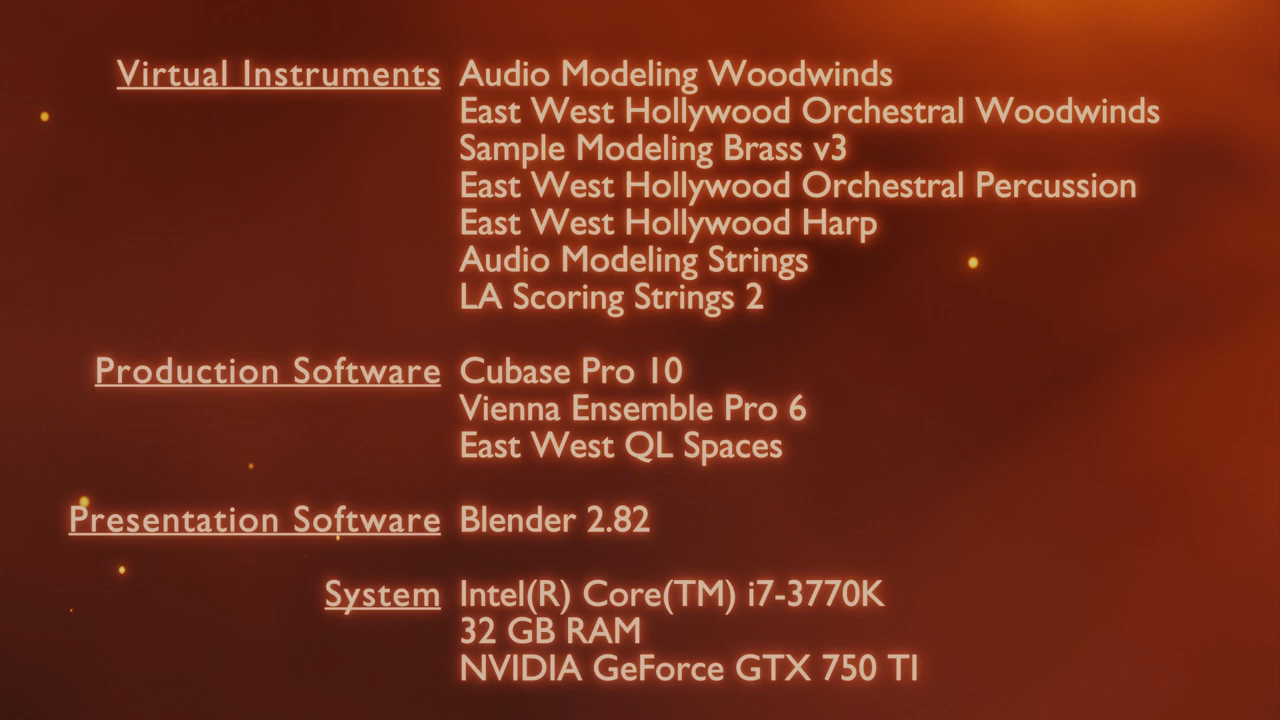 Virtual Instruments Audio Modeling Woodwinds
East West Hollywood Orchestral Woodwinds
Sample Modeling Brass v3
East West Hollywood Orchestral Percussion
East West Hollywood Harp
Audio Modeling Strings
LA Scoring Strings 2
Production Software Cubase Pro 10
Vienna Ensemble Pro 6
East West QL Spaces
Presentation Software Blender 2.82
System Intel(R) Core(TM) i7-3770K
32 GB RAM
NVIDIA GeForce GTX 750 TI